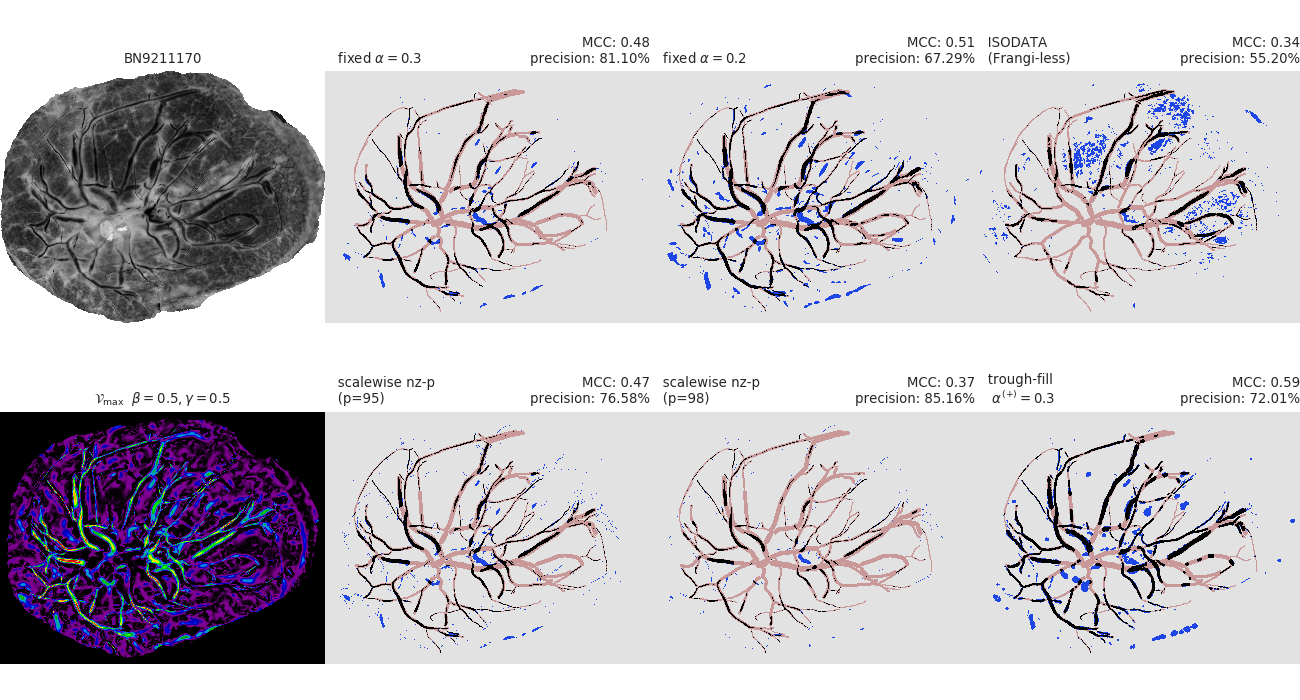 BN9211170
fixed α = 0.3
MCC: 0.48
precision: 81.10%
fixed α = 0.2
MCC: 0.51
precision: 67.29%
ISODATA
(Frangi-less)
MCC: 0.34
precision: 55.20%
𝒱max β = 0.5, γ = 0.5
scalewise nz-p
(p=95)
MCC: 0.47
precision: 76.58%
scalewise nz-p
(p=98)
MCC: 0.37
precision: 85.16%
trough-fill
α(+) = 0.3
MCC: 0.59
precision: 72.01%